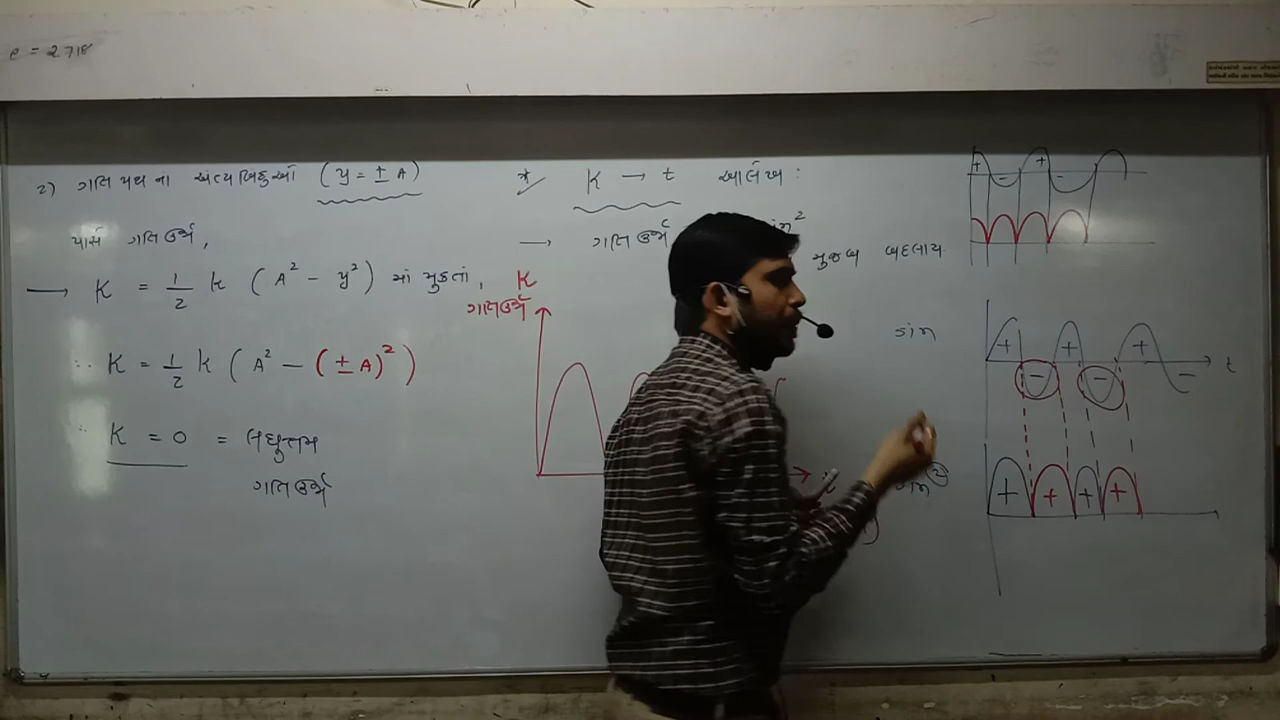 e = 2.718
2) ગતિ પથ ના અંત્ય બિંદુઓ (y = ± A)
પાસે ગતિઊર્જા,
→ K = 1/2 k (A² − y²) માં મુકતાં,
∴ K = 1/2 k (A² − (± A)²)
∴ K = 0 = લઘુત્તમ
ગતિઊર્જા
* K → t આલેખ :
→ ગતિઊર્જા
મુજબ બદલાય
K
ગતિઊર્જા
t
+ − + −
sin
+ − + − +
t
sin²
+ + + +